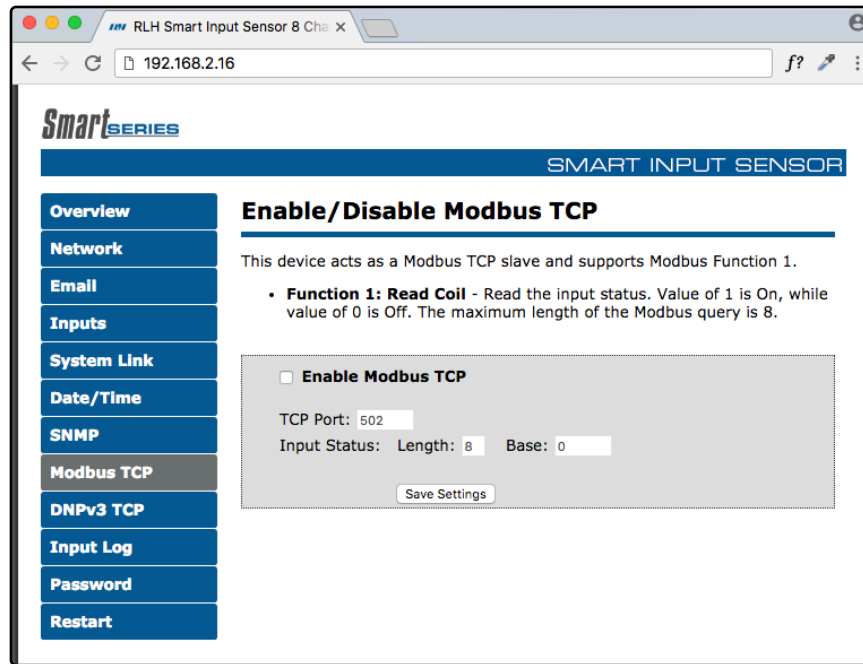 RLH Smart Input Sensor 8 Cha
192.168.2.16
f?
Smart SERIES
SMART INPUT SENSOR
Overview
Network
Email
Inputs
System Link
Date/Time
SNMP
Modbus TCP
DNPv3 TCP
Input Log
Password
Restart
Enable/Disable Modbus TCP
This device acts as a Modbus TCP slave and supports Modbus Function 1.
• Function 1: Read Coil - Read the input status. Value of 1 is On, while
value of 0 is Off. The maximum length of the Modbus query is 8.
Enable Modbus TCP
TCP Port: 502
Input Status: Length: 8 Base: 0
Save Settings